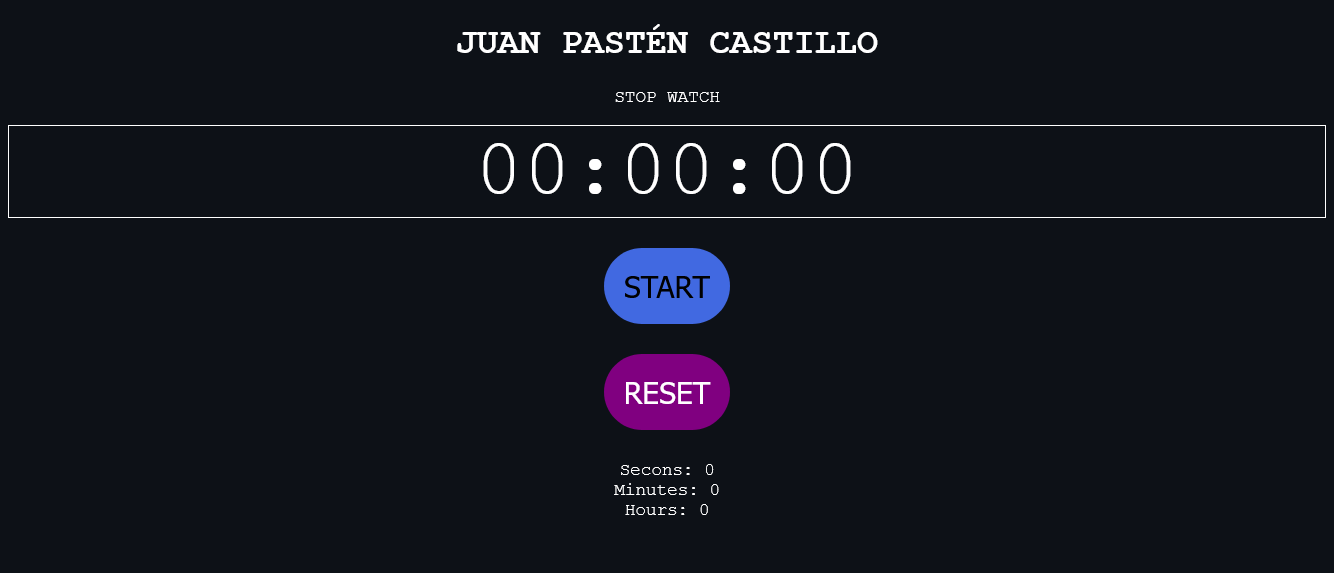 JUAN PASTÉN CASTILLO
STOP WATCH
00:00:00
START
RESET
Secons: 0
Minutes: 0
Hours: 0